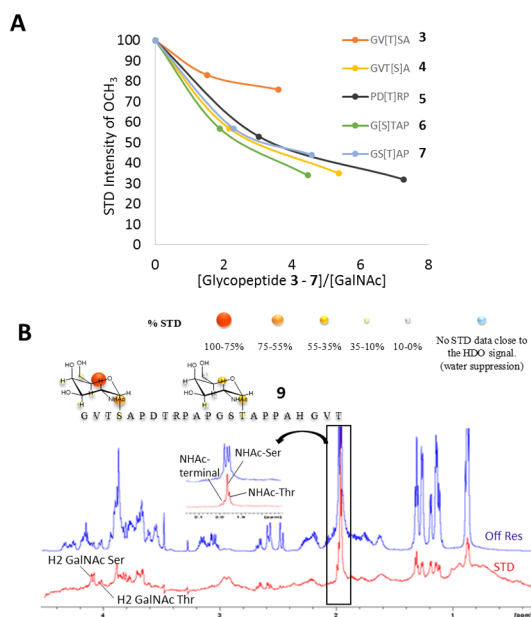 A
STD Intensity of OCH3
100
90
80
70
60
50
40
30
20
10
0
0 2 4 6 8
[Glycopeptide 3 - 7]/[GalNAc]
GV[T]SA 3
GVT[S]A 4
PD[T]RP 5
G[S]TAP 6
GS[T]AP 7
B
% STD
100-75%
75-55%
55-35%
35-10%
10-0%
No STD data close
to the HDO signal.
(water suppression)
9
G V T S A P D T R P A P G S T A P P A H G V T
NHAc-
terminal
NHAc-Ser
NHAc-Thr
Off Res
STD
H2 GalNAc Ser
H2 GalNAc Thr
4 3 2 1